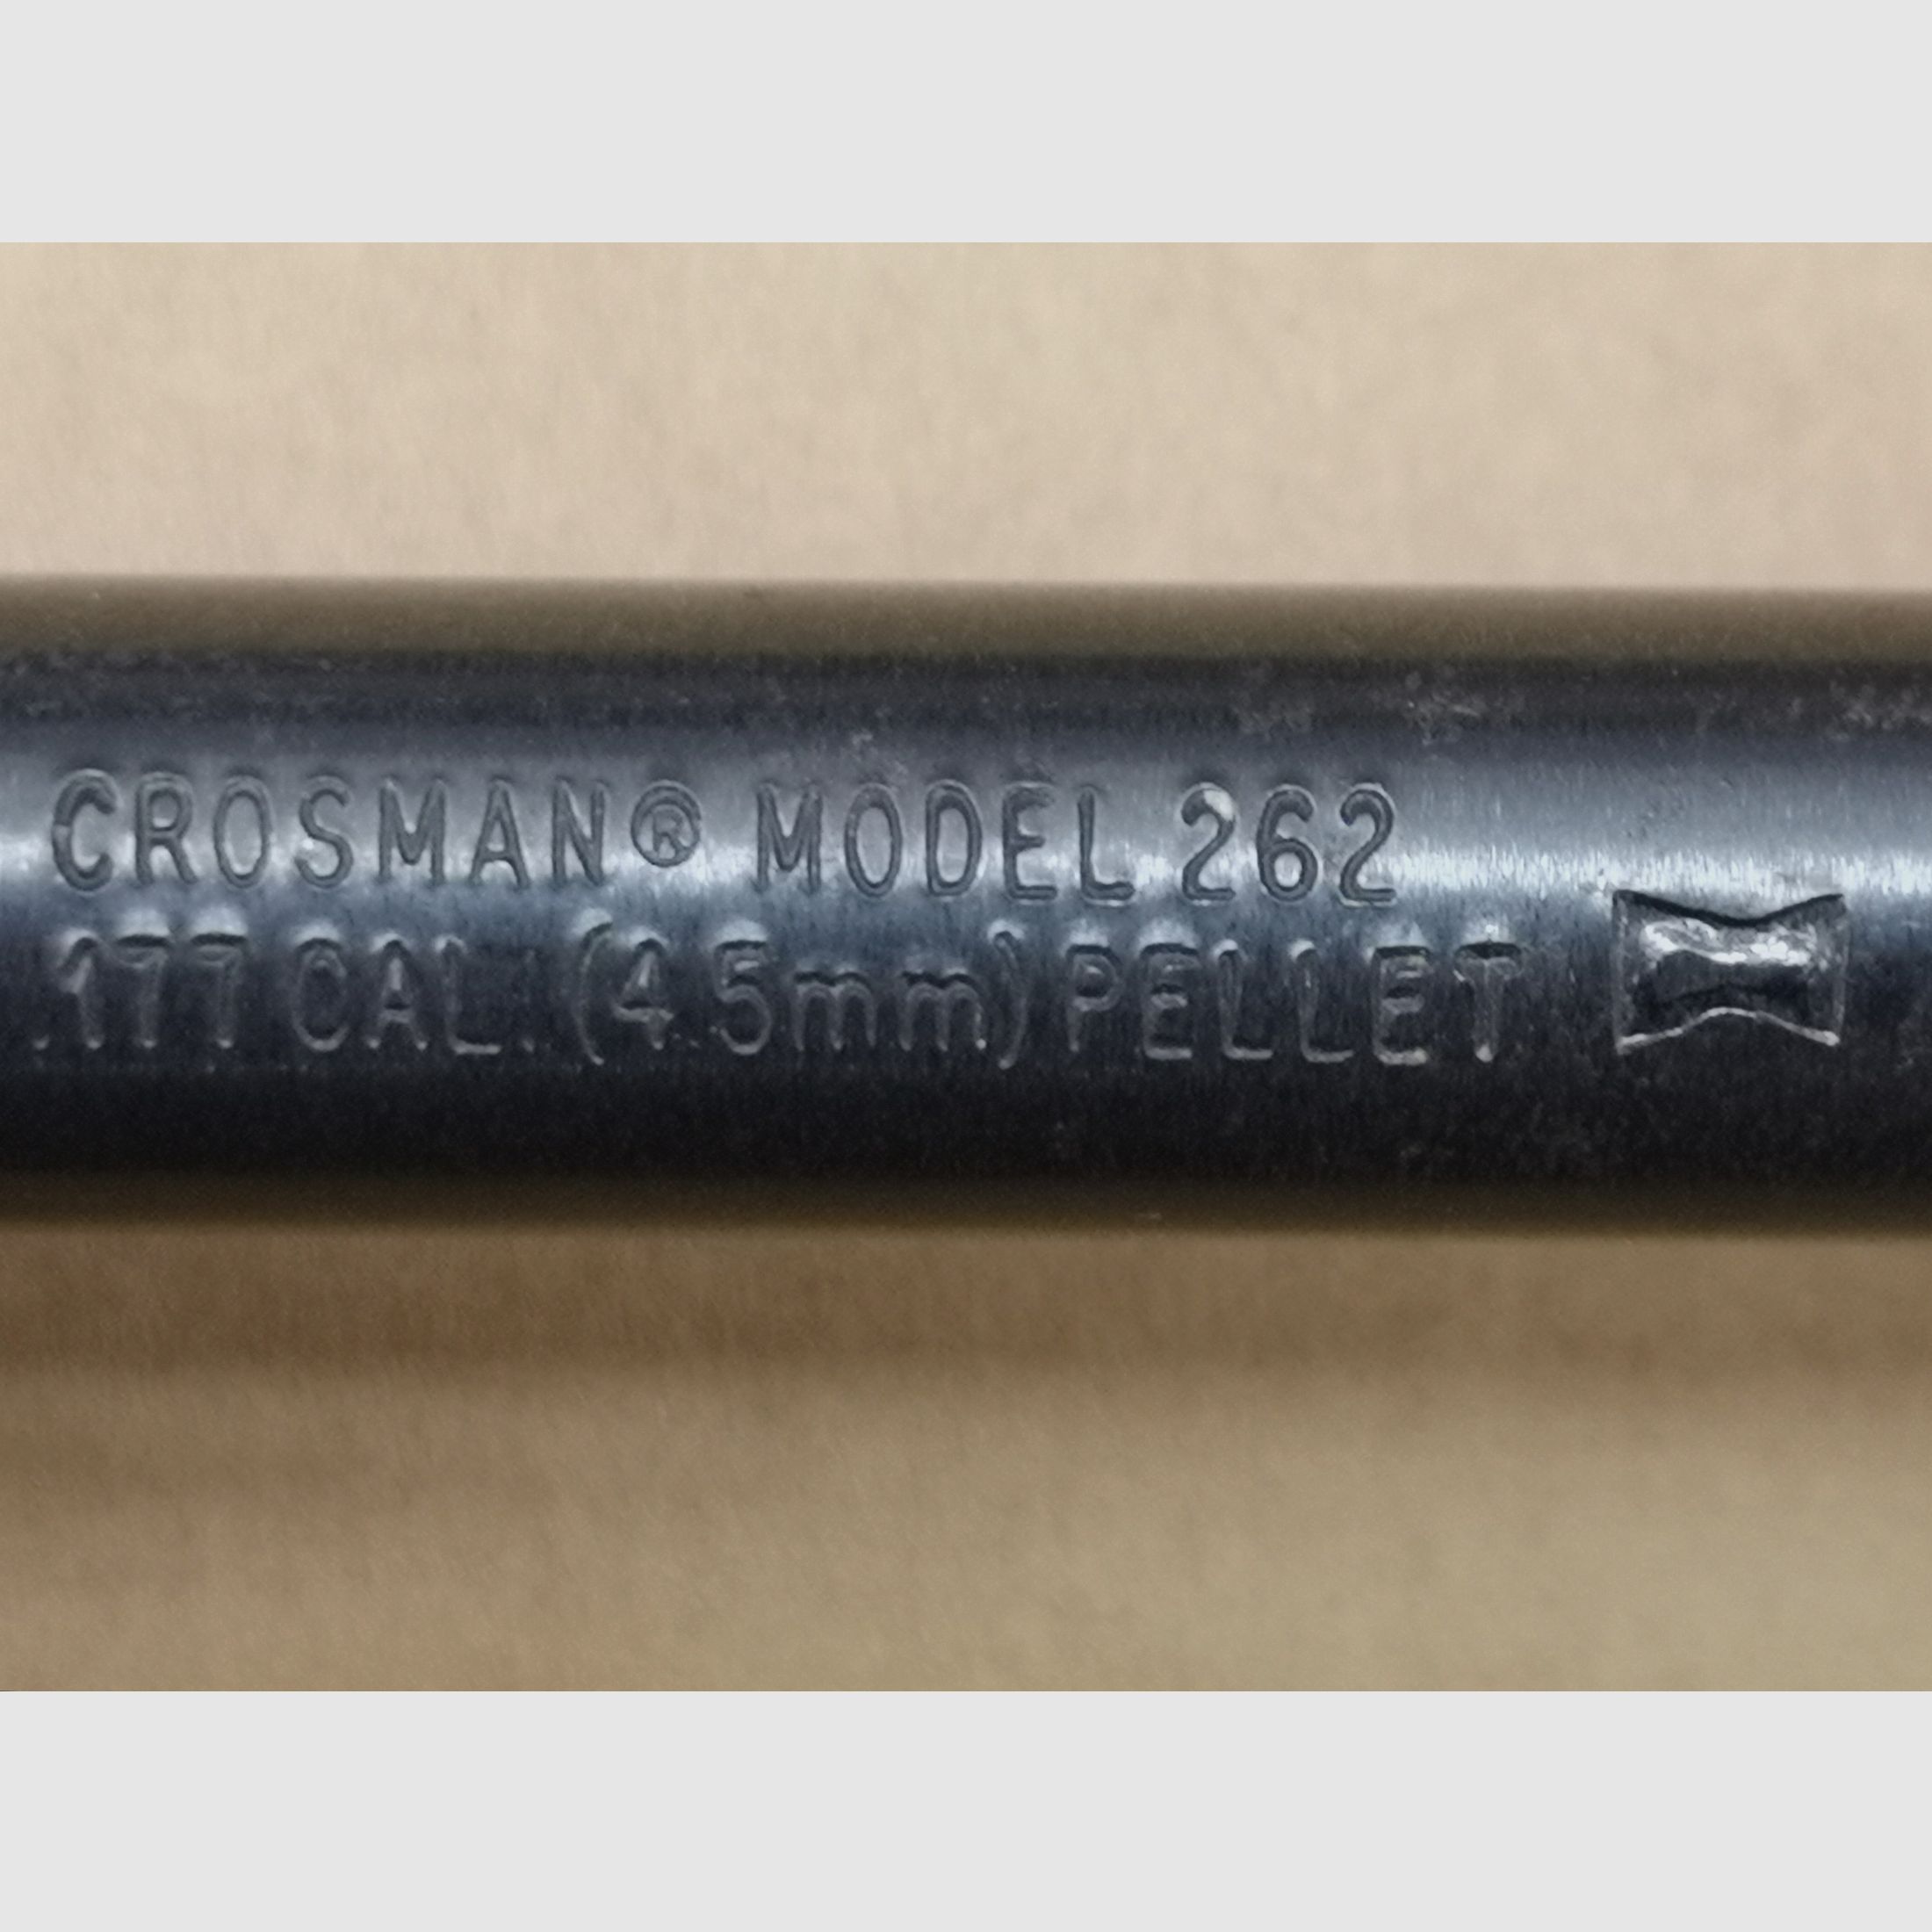 CROSMAN® MODEL 262
.177 CAL. (4.5mm) PELLET